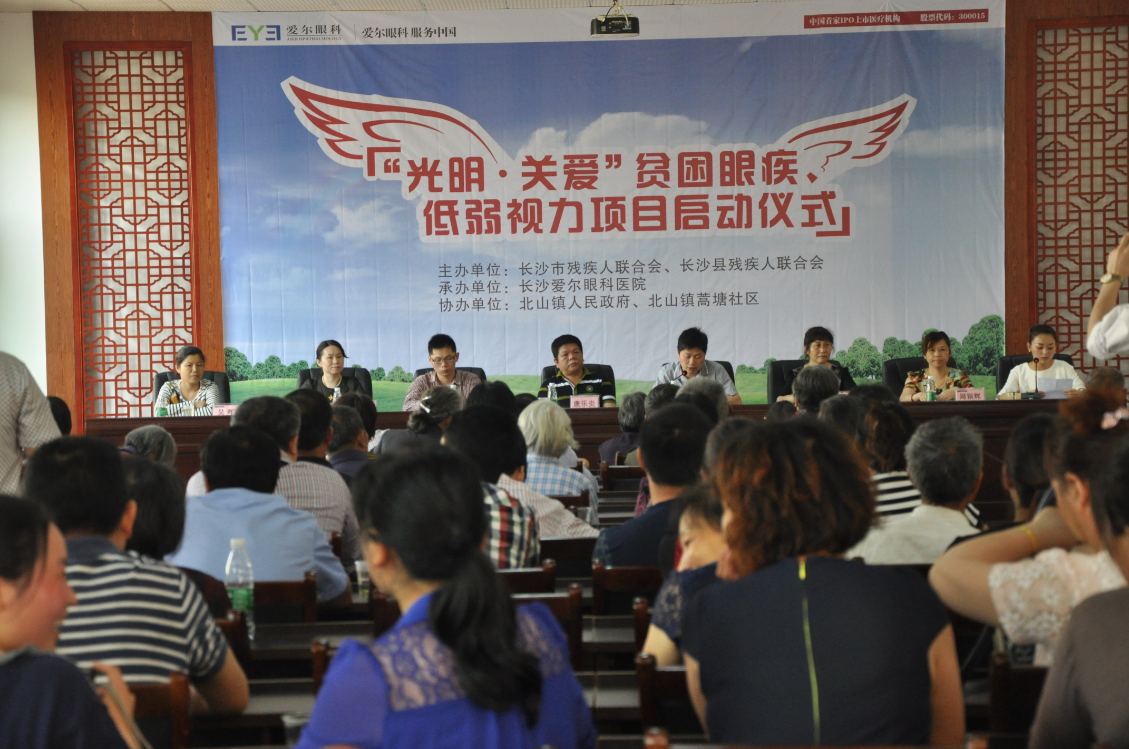 EYE 爱尔眼科
爱尔眼科 服务中国
中国首家IPO上市医疗机构 股票代码：300015
「“光明·关爱”贫困眼疾、
低弱视力项目启动仪式」
主办单位：长沙市残疾人联合会、长沙县残疾人联合会
承办单位：长沙爱尔眼科医院
协办单位：北山镇人民政府、北山镇蒿塘社区